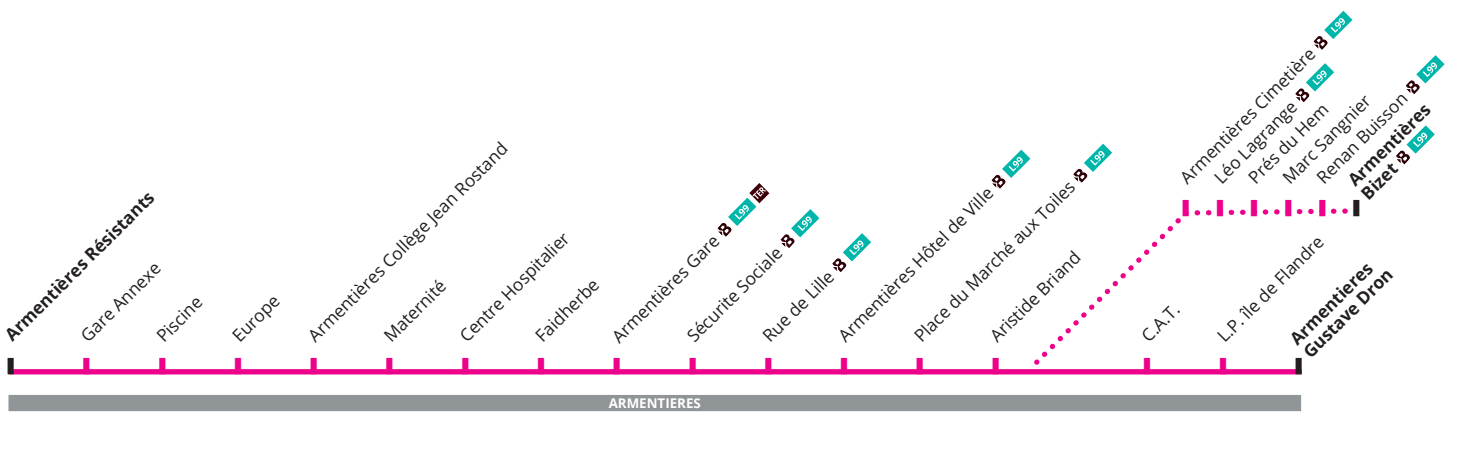 Armentières Résistants
Gare Annexe
Piscine
Europe
Armentières Collège Jean Rostand
Maternité
Centre Hospitalier
Faidherbe
Armentières Gare L99 TER
Sécurite Sociale L99
Rue de Lille L99
Armentières Hôtel de Ville L99
Place du Marché aux Toiles L99
Aristide Briand
Armentières Cimetière L99
Léo Lagrange L99
Prés du Hem
Marc Sangnier
Renan Buisson L99
Armentières
Bizet L99
C.A.T.
L.P. île de Flandre
Armentieres
Gustave Dron
ARMENTIERES